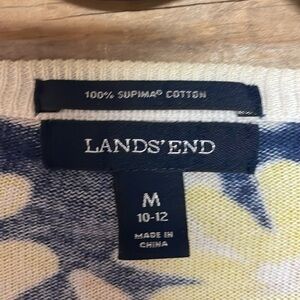 100% SUPIMA® COTTON
LANDS' END
M
10-12
MADE IN
CHINA